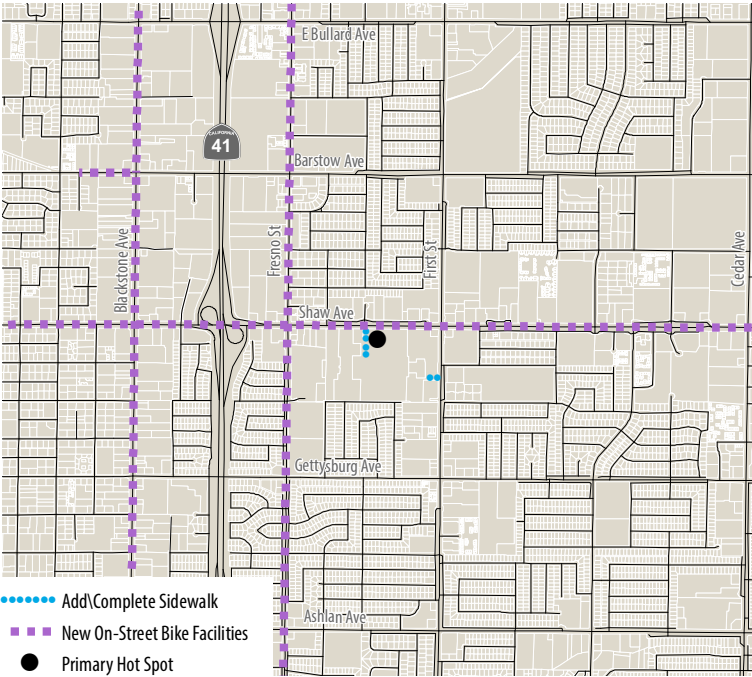 E Bullard Ave
CALIFORNIA
41
Barstow Ave
Blackstone Ave
Fresno St
First St
Cedar Ave
Shaw Ave
Gettysburg Ave
Ashlan Ave
Add\Complete Sidewalk
New On-Street Bike Facilities
Primary Hot Spot